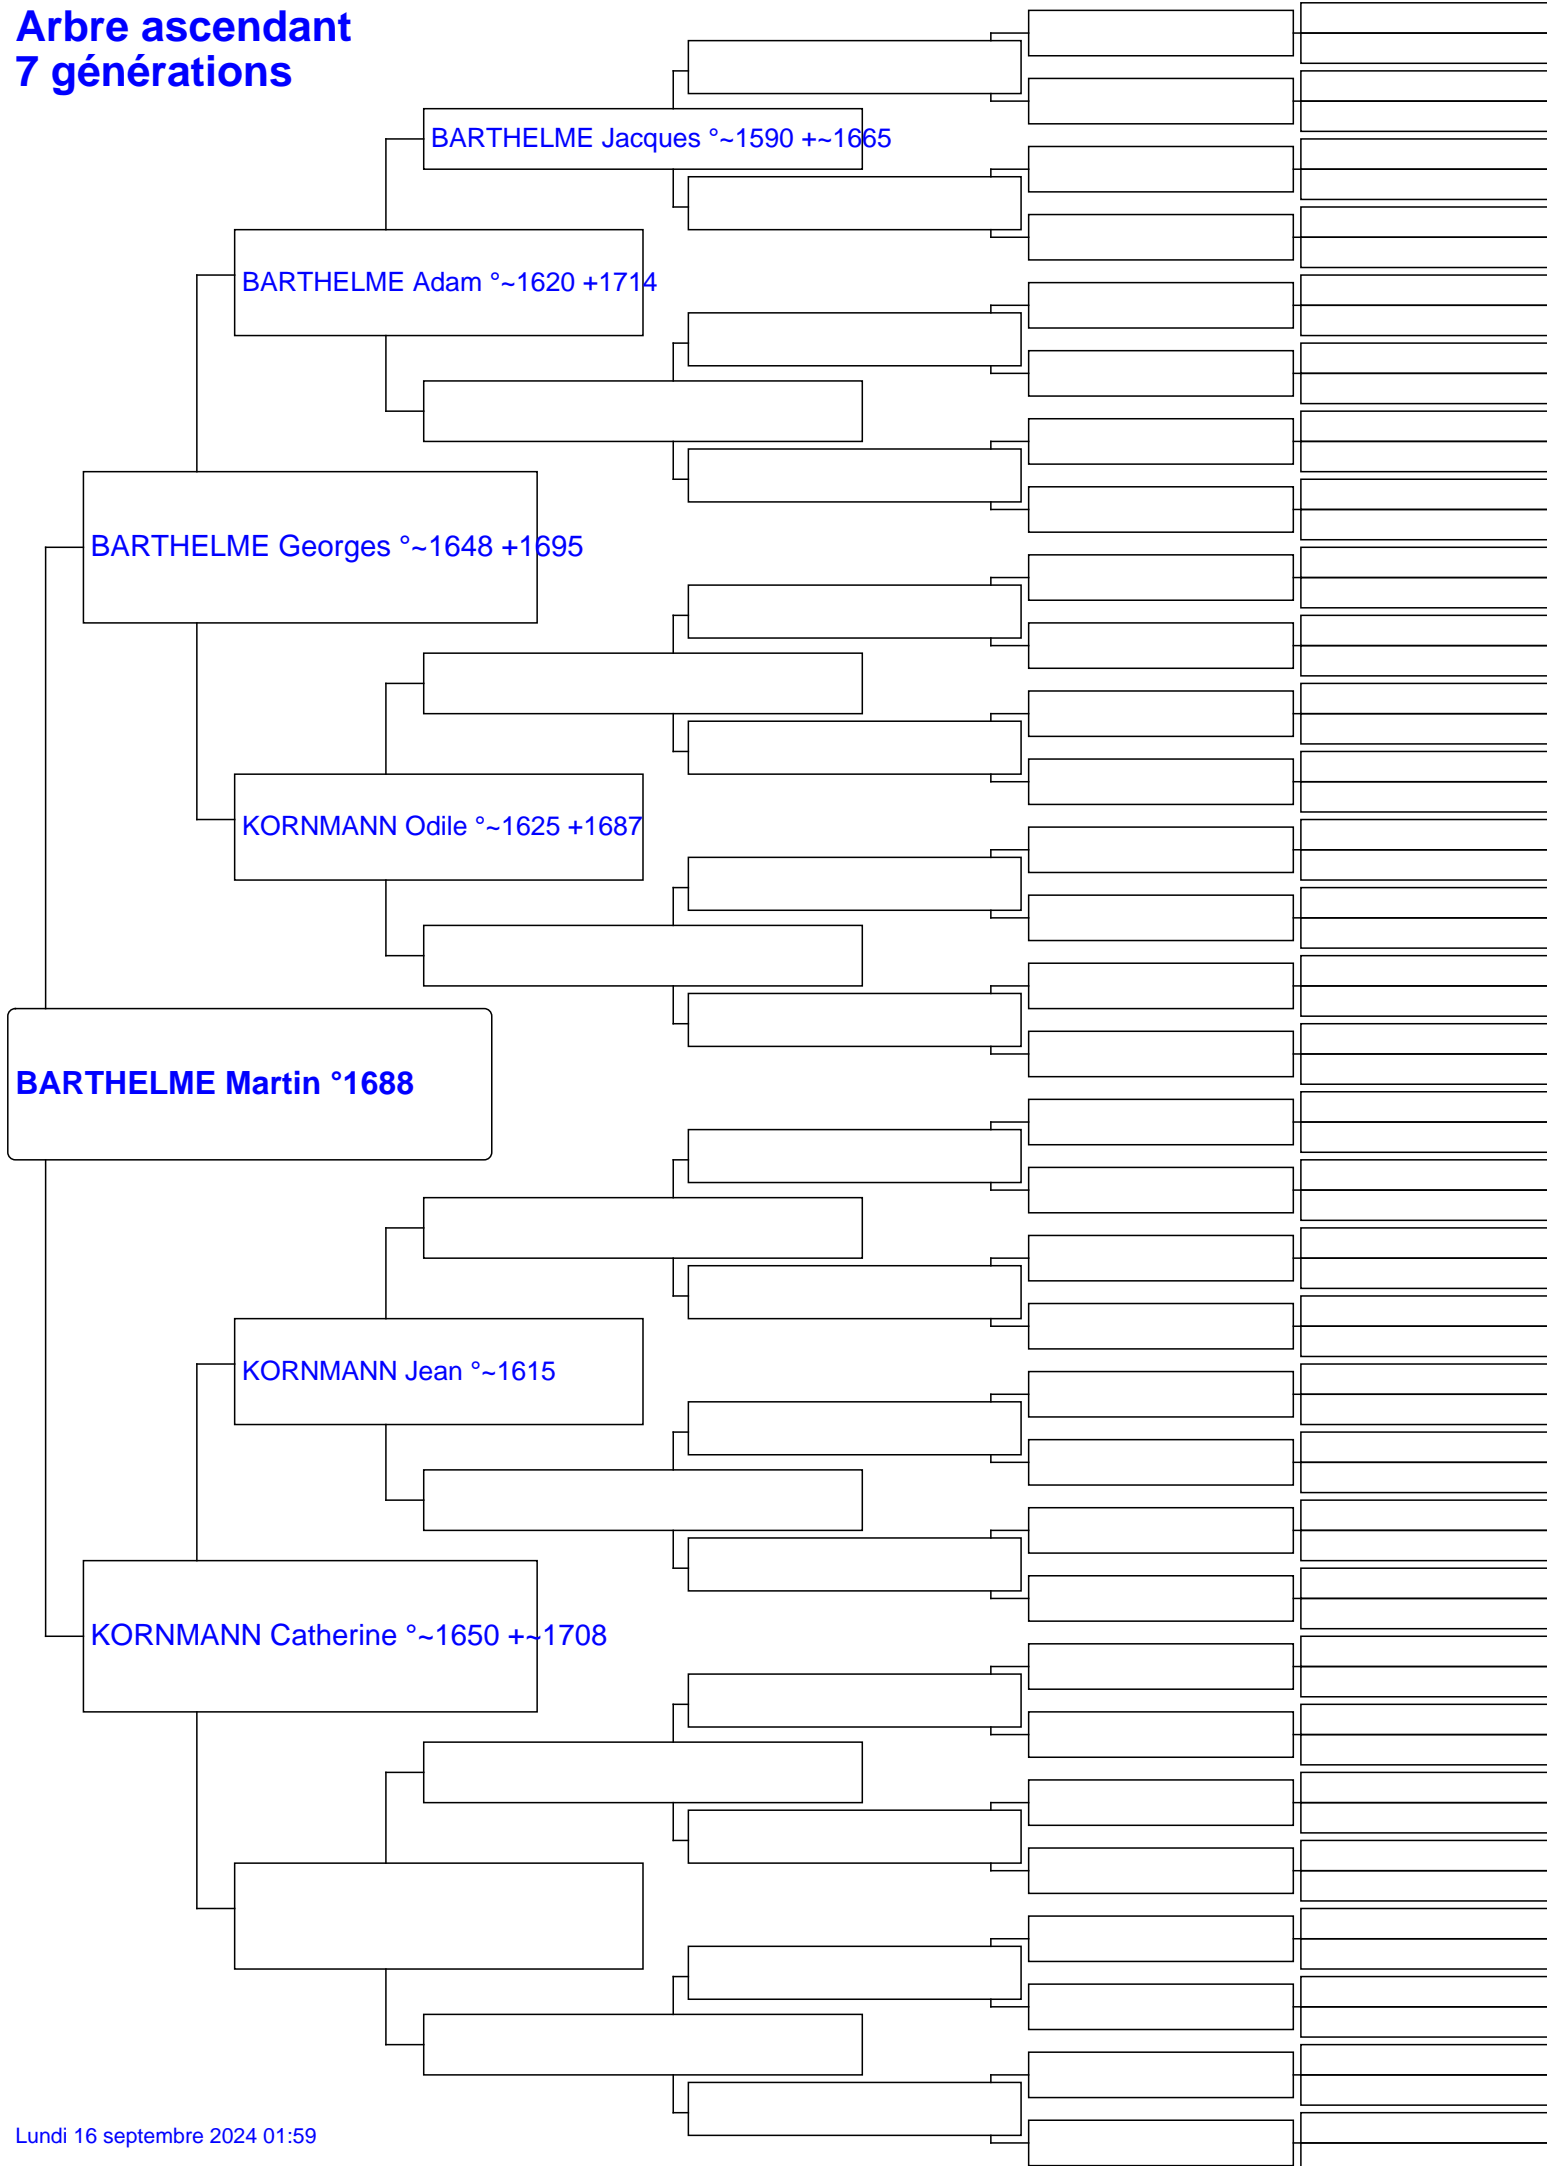 Arbre ascendant
7 générations
BARTHELME Jacques °~1590 +~1665
BARTHELME Adam °~1620 +1714
BARTHELME Georges °~1648 +1695
KORNMANN Odile °~1625 +1687
BARTHELME Martin °1688
KORNMANN Jean °~1615
KORNMANN Catherine °~1650 +~1708
Lundi 16 septembre 2024 01:59